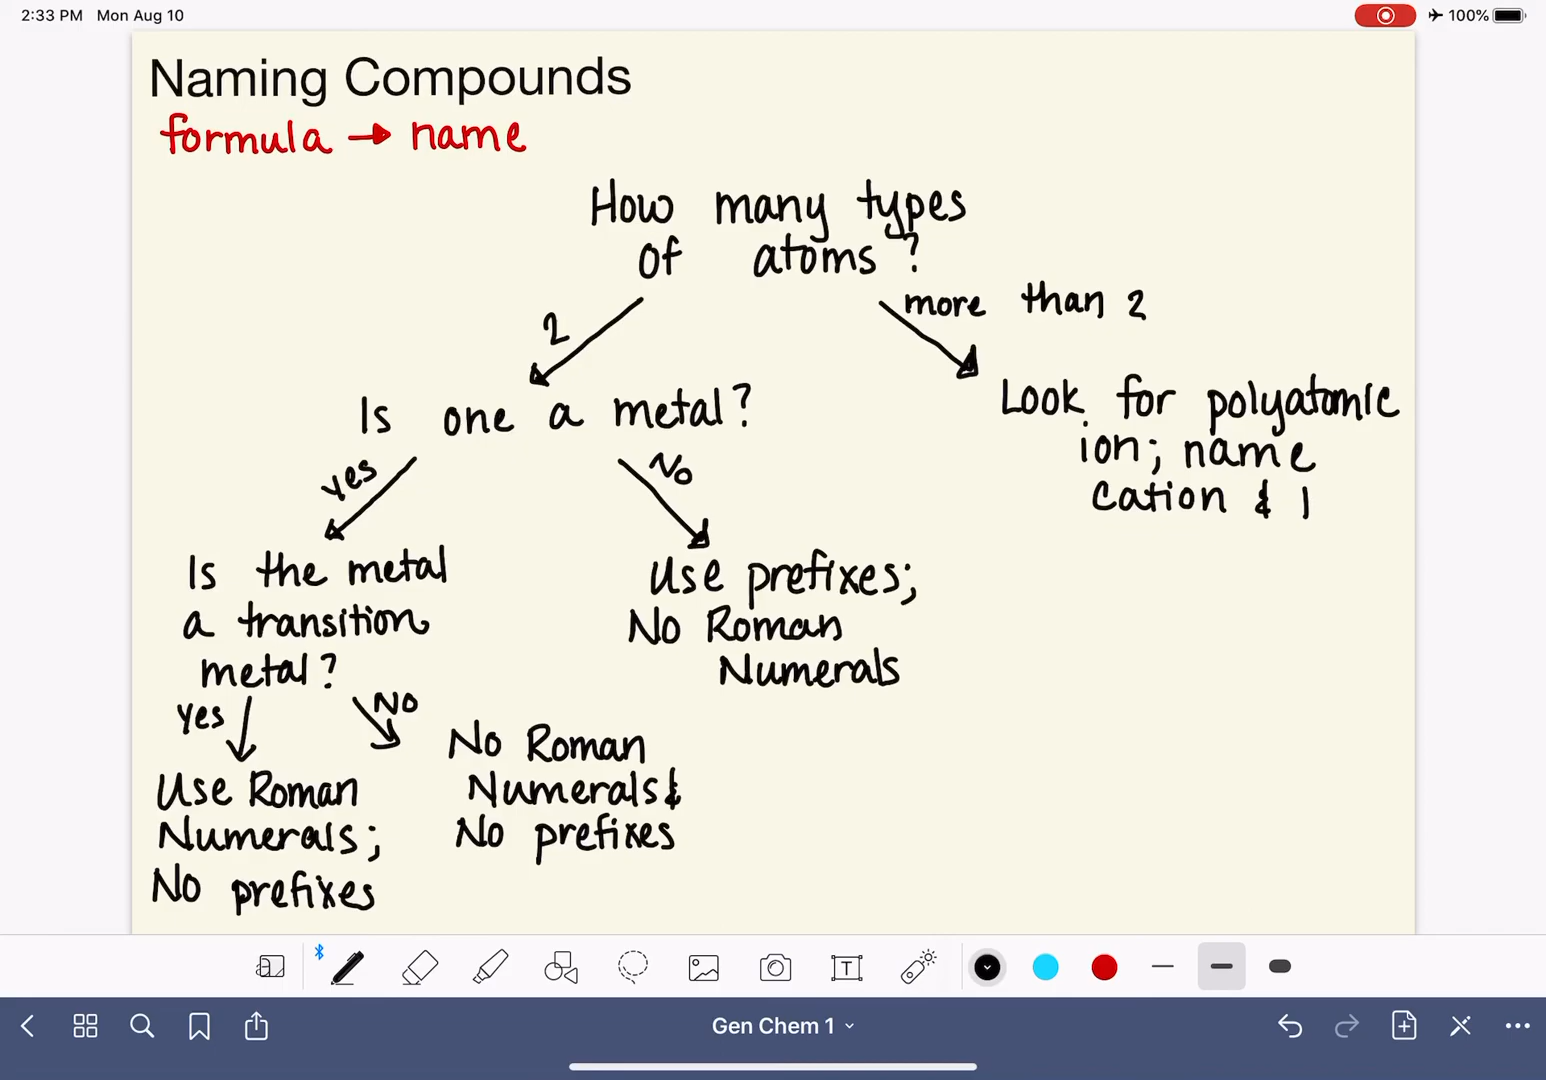 2:33 PM Mon Aug 10
100%
Naming Compounds
formula → name
How many types
of atoms?
2
more than 2
Is one a metal?
Look for polyatomic
ion; name
cation & 1
yes
No
Is the metal
a transition
metal?
Use prefixes;
No Roman
Numerals
Yes
No
Use Roman
Numerals;
No prefixes
No Roman
Numerals &
No prefixes
T
Gen Chem 1